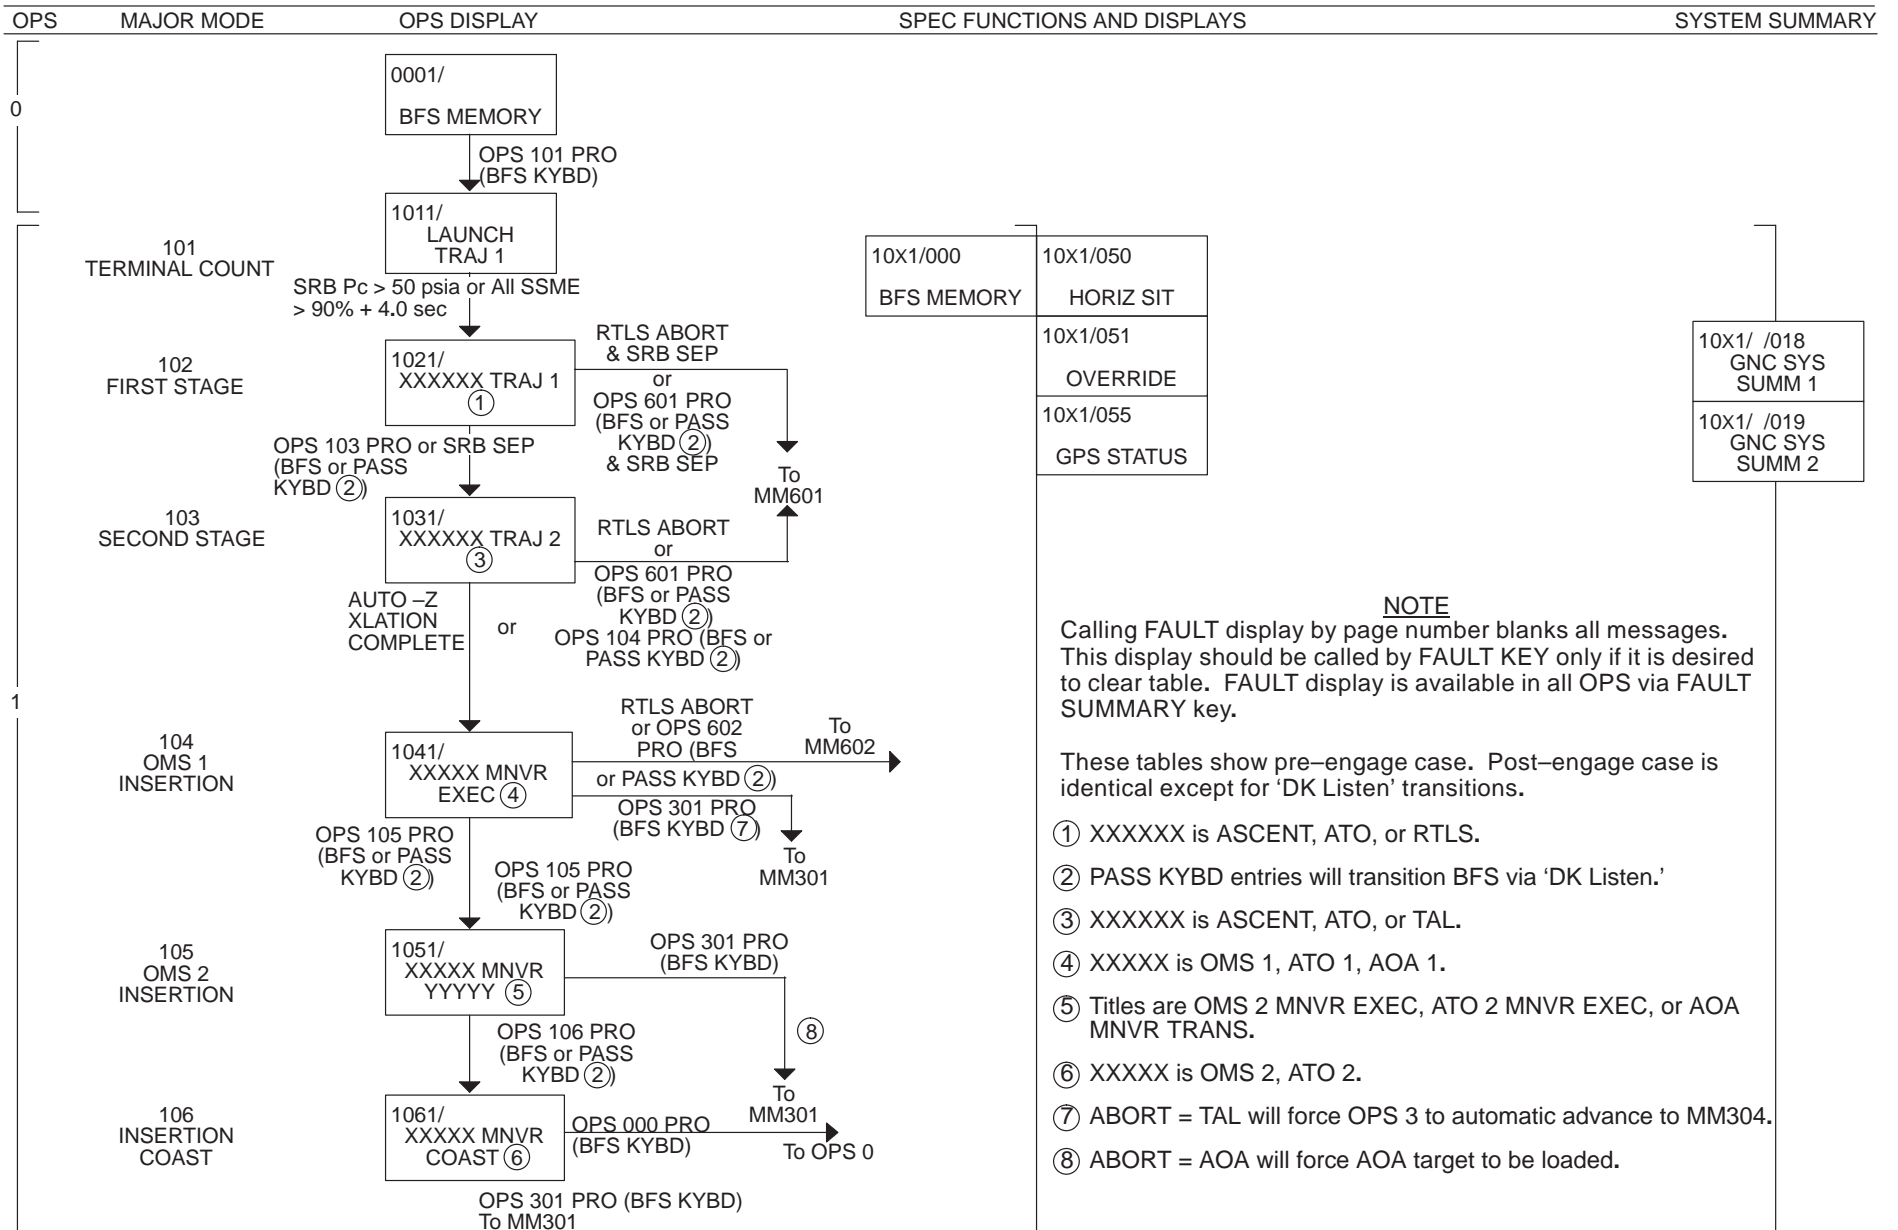 OPS MAJOR MODE OPS DISPLAY SPEC FUNCTIONS AND DISPLAYS SYSTEM SUMMARY
0
0001/
BFS MEMORY
OPS 101 PRO
(BFS KYBD)
1011/
LAUNCH
TRAJ 1
1
101
TERMINAL COUNT
SRB Pc > 50 psia or All SSME
> 90% + 4.0 sec
10X1/000
BFS MEMORY
10X1/050
HORIZ SIT
10X1/051
OVERRIDE
10X1/055
GPS STATUS
10X1/ /018
GNC SYS
SUMM 1
10X1/ /019
GNC SYS
SUMM 2
102
FIRST STAGE
1021/
XXXXXX TRAJ 1
①
RTLS ABORT
& SRB SEP
or
OPS 601 PRO
(BFS or PASS
KYBD ②)
& SRB SEP
To
MM601
OPS 103 PRO or SRB SEP
(BFS or PASS
KYBD ②)
103
SECOND STAGE
1031/
XXXXXX TRAJ 2
③
RTLS ABORT
or
OPS 601 PRO
(BFS or PASS
KYBD ②)
AUTO –Z
XLATION
COMPLETE
or
OPS 104 PRO (BFS or
PASS KYBD ②)
104
OMS 1
INSERTION
1041/
XXXXX MNVR
EXEC ④
RTLS ABORT
or OPS 602
PRO (BFS
or PASS KYBD ②)
To
MM602
OPS 301 PRO
(BFS KYBD ⑦)
To
MM301
OPS 105 PRO
(BFS or PASS
KYBD ②)
OPS 105 PRO
(BFS or PASS
KYBD ②)
105
OMS 2
INSERTION
1051/
XXXXX MNVR
YYYYY ⑤
OPS 301 PRO
(BFS KYBD)
⑧
To
MM301
OPS 106 PRO
(BFS or PASS
KYBD ②)
106
INSERTION
COAST
1061/
XXXXX MNVR
COAST ⑥
OPS 000 PRO
(BFS KYBD)
To OPS 0
OPS 301 PRO (BFS KYBD)
To MM301
NOTE
Calling FAULT display by page number blanks all messages.
This display should be called by FAULT KEY only if it is desired
to clear table. FAULT display is available in all OPS via FAULT
SUMMARY key.
These tables show pre–engage case. Post–engage case is
identical except for ‘DK Listen’ transitions.
① XXXXXX is ASCENT, ATO, or RTLS.
② PASS KYBD entries will transition BFS via ‘DK Listen.’
③ XXXXXX is ASCENT, ATO, or TAL.
④ XXXXX is OMS 1, ATO 1, AOA 1.
⑤ Titles are OMS 2 MNVR EXEC, ATO 2 MNVR EXEC, or AOA
MNVR TRANS.
⑥ XXXXX is OMS 2, ATO 2.
⑦ ABORT = TAL will force OPS 3 to automatic advance to MM304.
⑧ ABORT = AOA will force AOA target to be loaded.